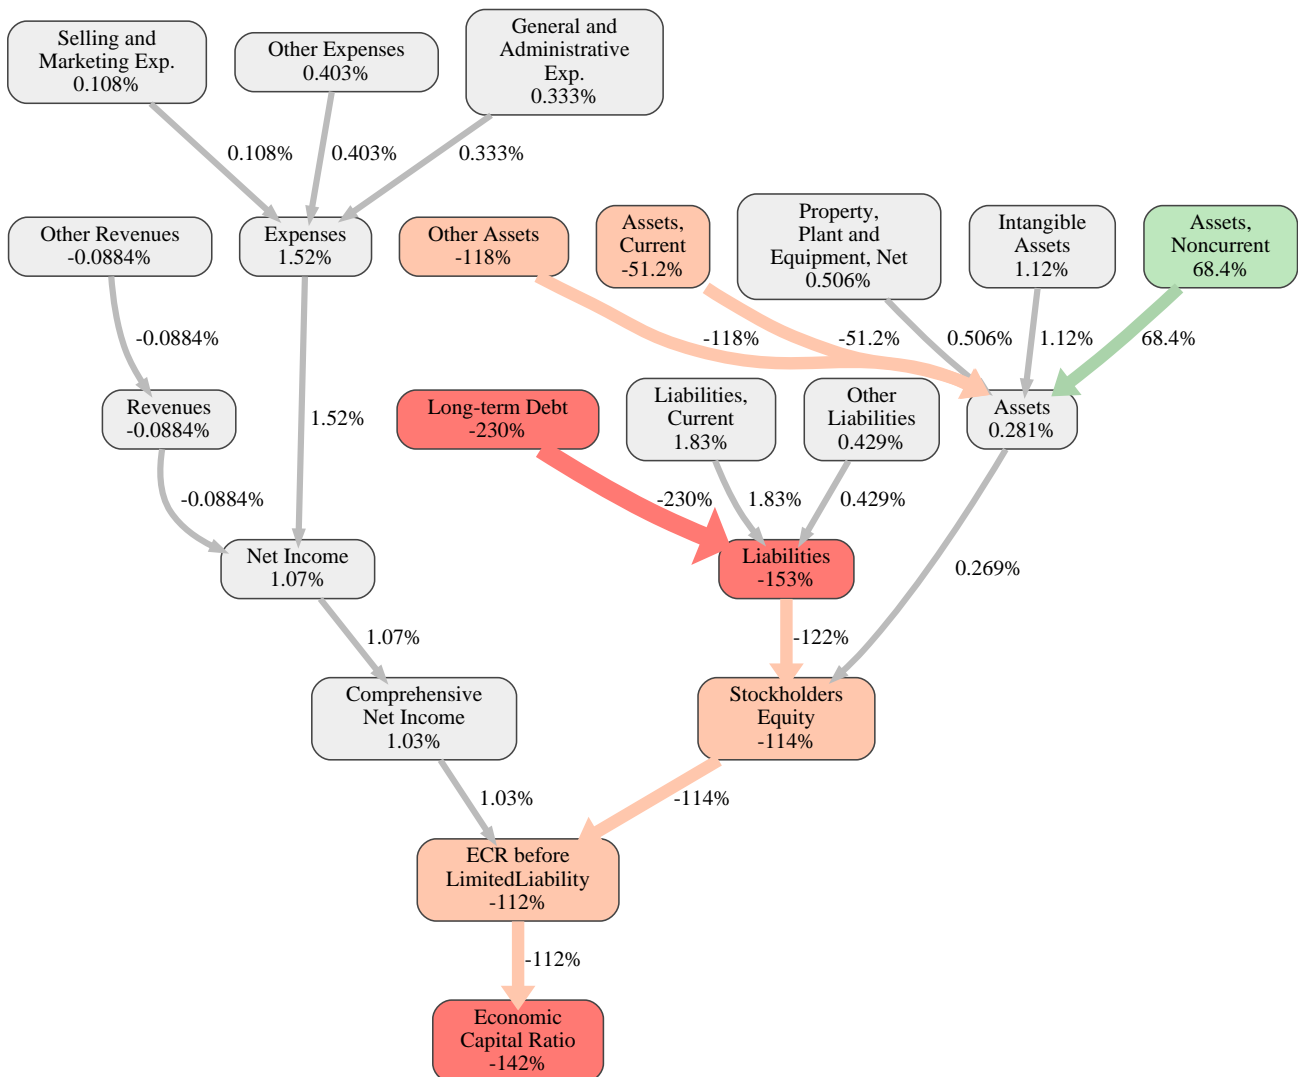 Selling and
Marketing Exp.
0.108%
Other Expenses
0.403%
General and
Administrative
Exp.
0.333%
0.108%
0.403%
0.333%
Other Revenues
-0.0884%
Expenses
1.52%
Other Assets
-118%
Assets,
Current
-51.2%
Property,
Plant and
Equipment, Net
0.506%
Intangible
Assets
1.12%
Assets,
Noncurrent
68.4%
-0.0884%
-118%
-51.2%
0.506%
1.12%
68.4%
Revenues
-0.0884%
1.52%
Long-term Debt
-230%
Liabilities,
Current
1.83%
Other
Liabilities
0.429%
Assets
0.281%
-0.0884%
-230%
1.83%
0.429%
Net Income
1.07%
Liabilities
-153%
0.269%
1.07%
-122%
Comprehensive
Net Income
1.03%
Stockholders
Equity
-114%
1.03%
-114%
ECR before
LimitedLiability
-112%
-112%
Economic
Capital Ratio
-142%